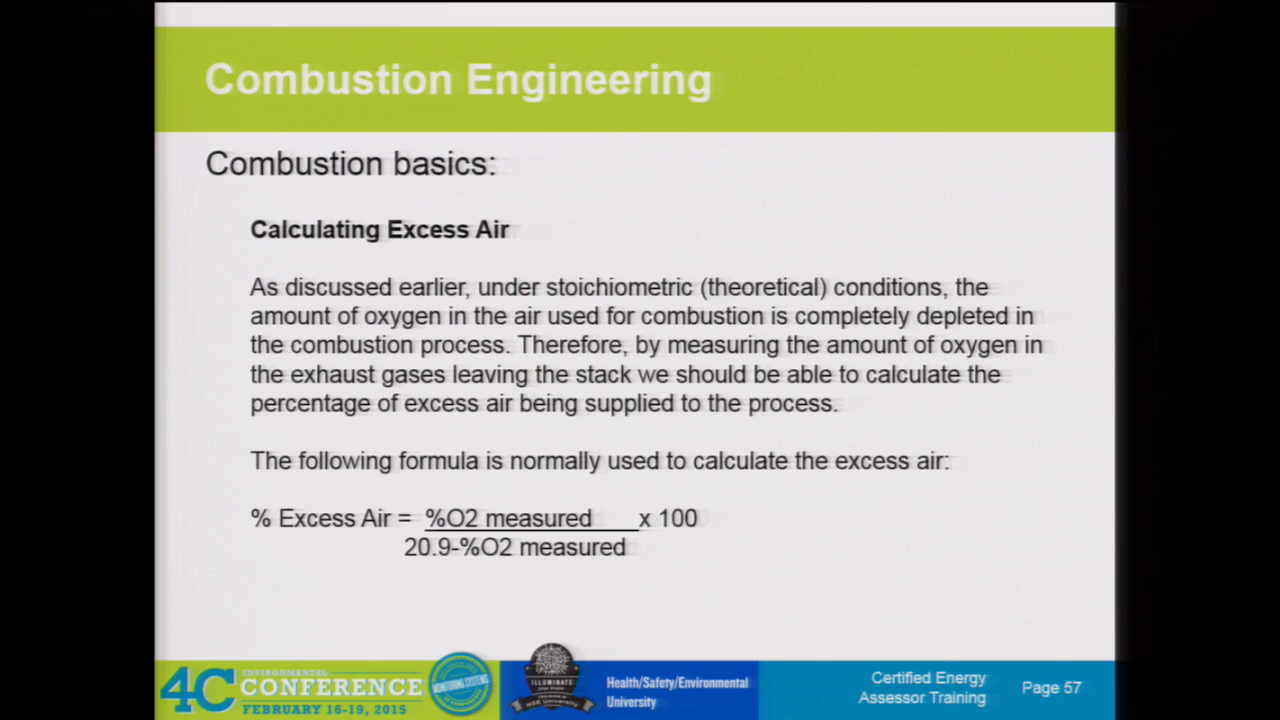 Combustion Engineering
Combustion basics:
Calculating Excess Air
As discussed earlier, under stoichiometric (theoretical) conditions, the
amount of oxygen in the air used for combustion is completely depleted in
the combustion process. Therefore, by measuring the amount of oxygen in
the exhaust gases leaving the stack we should be able to calculate the
percentage of excess air being supplied to the process.
The following formula is normally used to calculate the excess air:
% Excess Air = %O2 measured x 100
20.9-%O2 measured
4C
ENVIRONMENTAL
CONFERENCE
FEBRUARY 16-19, 2015
MONITORING SYSTEMS
ILLUMINATE
HSE University
Health/Safety/Environmental
University
Certified Energy
Assessor Training
Page 57